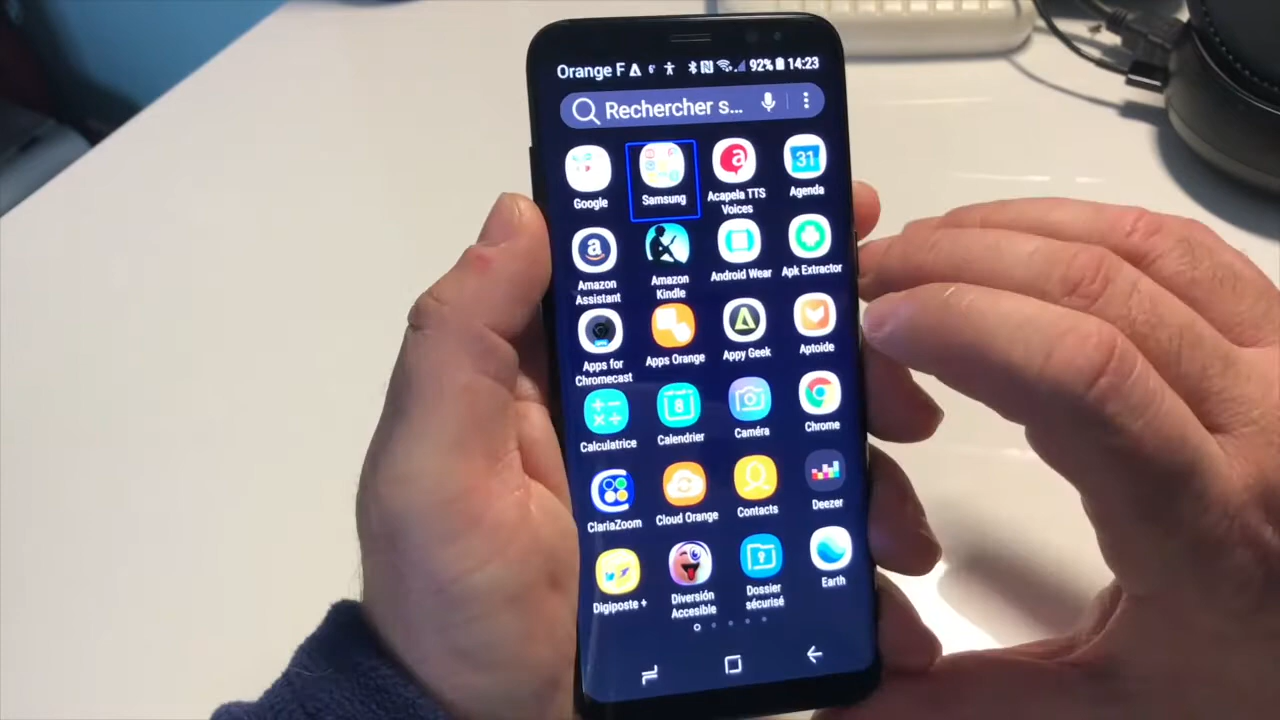 Orange F 92% 14:23
Rechercher s...
Google Samsung Acapela TTS Voices 31 Agenda
Amazon Assistant Amazon Kindle Android Wear Apk Extractor
Apps for Chromecast Apps Orange Appy Geek Aptoide
Calculatrice 8 Calendrier Caméra Chrome
ClariaZoom Cloud Orange Contacts Deezer
Digiposte + Diversión Accesible Dossier sécurisé Earth